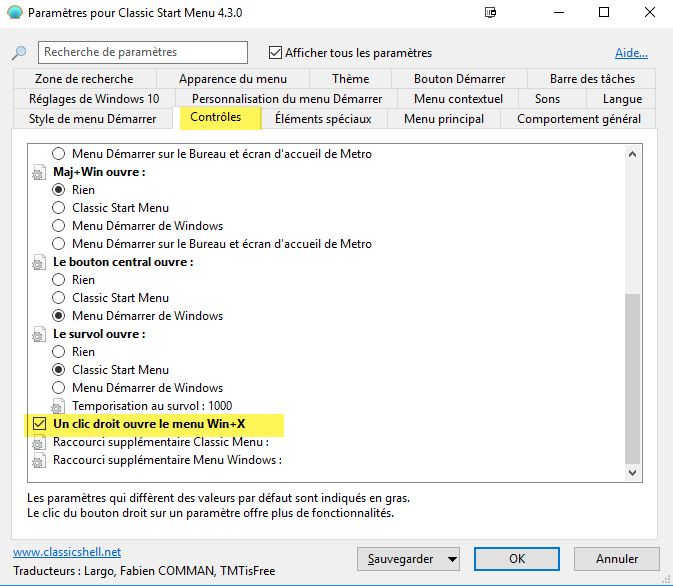 Paramètres pour Classic Start Menu 4.3.0
Recherche de paramètres
Afficher tous les paramètres
Aide...
Zone de recherche
Apparence du menu
Thème
Bouton Démarrer
Barre des tâches
Réglages de Windows 10
Personnalisation du menu Démarrer
Menu contextuel
Sons
Langue
Style de menu Démarrer
Contrôles
Éléments spéciaux
Menu principal
Comportement général
Menu Démarrer sur le Bureau et écran d'accueil de Metro
Maj+Win ouvre :
Rien
Classic Start Menu
Menu Démarrer de Windows
Menu Démarrer sur le Bureau et écran d'accueil de Metro
Le bouton central ouvre :
Rien
Classic Start Menu
Menu Démarrer de Windows
Le survol ouvre :
Rien
Classic Start Menu
Menu Démarrer de Windows
Temporisation au survol : 1000
Un clic droit ouvre le menu Win+X
Raccourci supplémentaire Classic Menu :
Raccourci supplémentaire Menu Windows :
Les paramètres qui diffèrent des valeurs par défaut sont indiqués en gras.
Le clic du bouton droit sur un paramètre offre plus de fonctionnalités.
www.classicshell.net
Traducteurs : Largo, Fabien COMMAN, TMTisFree
Sauvegarder
OK
Annuler